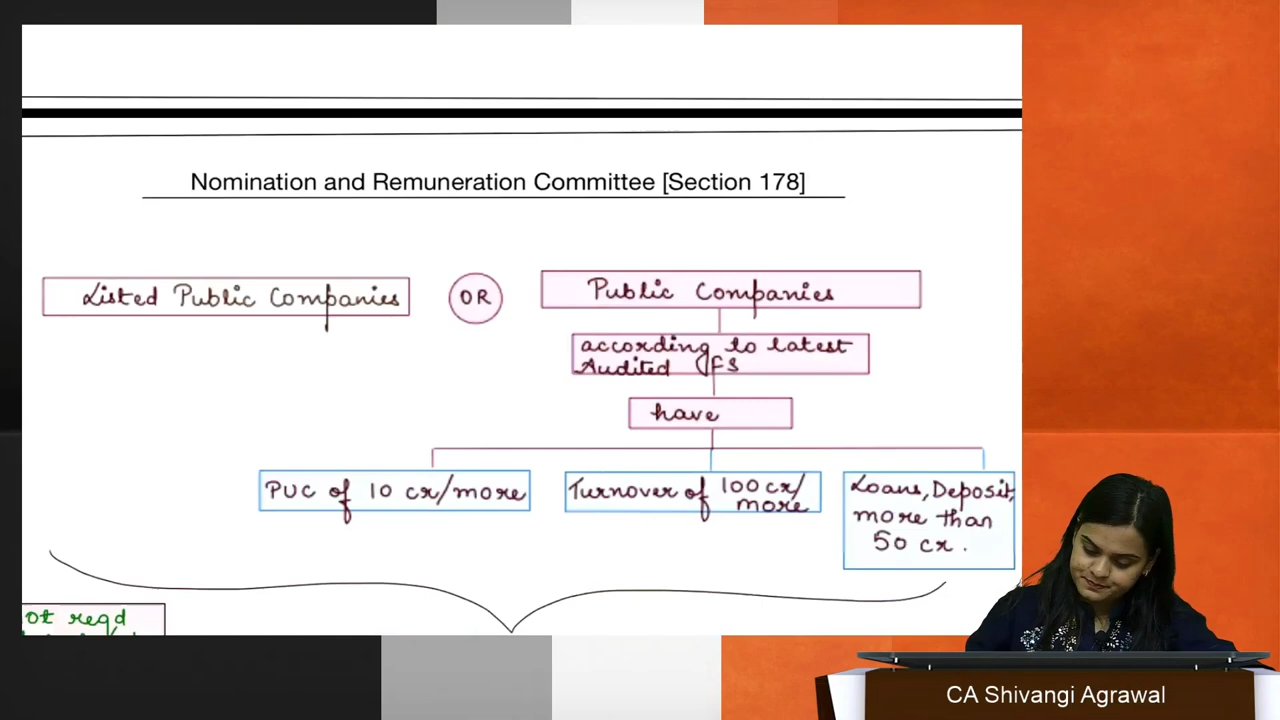 Nomination and Remuneration Committee [Section 178]
Listed Public Companies
OR
Public Companies
according to latest
Audited FS
have
PUC of 10 cr/more
Turnover of 100 cr/
more
Loans, Deposit,
more than
50 cr.
ot reqd
CA Shivangi Agrawal